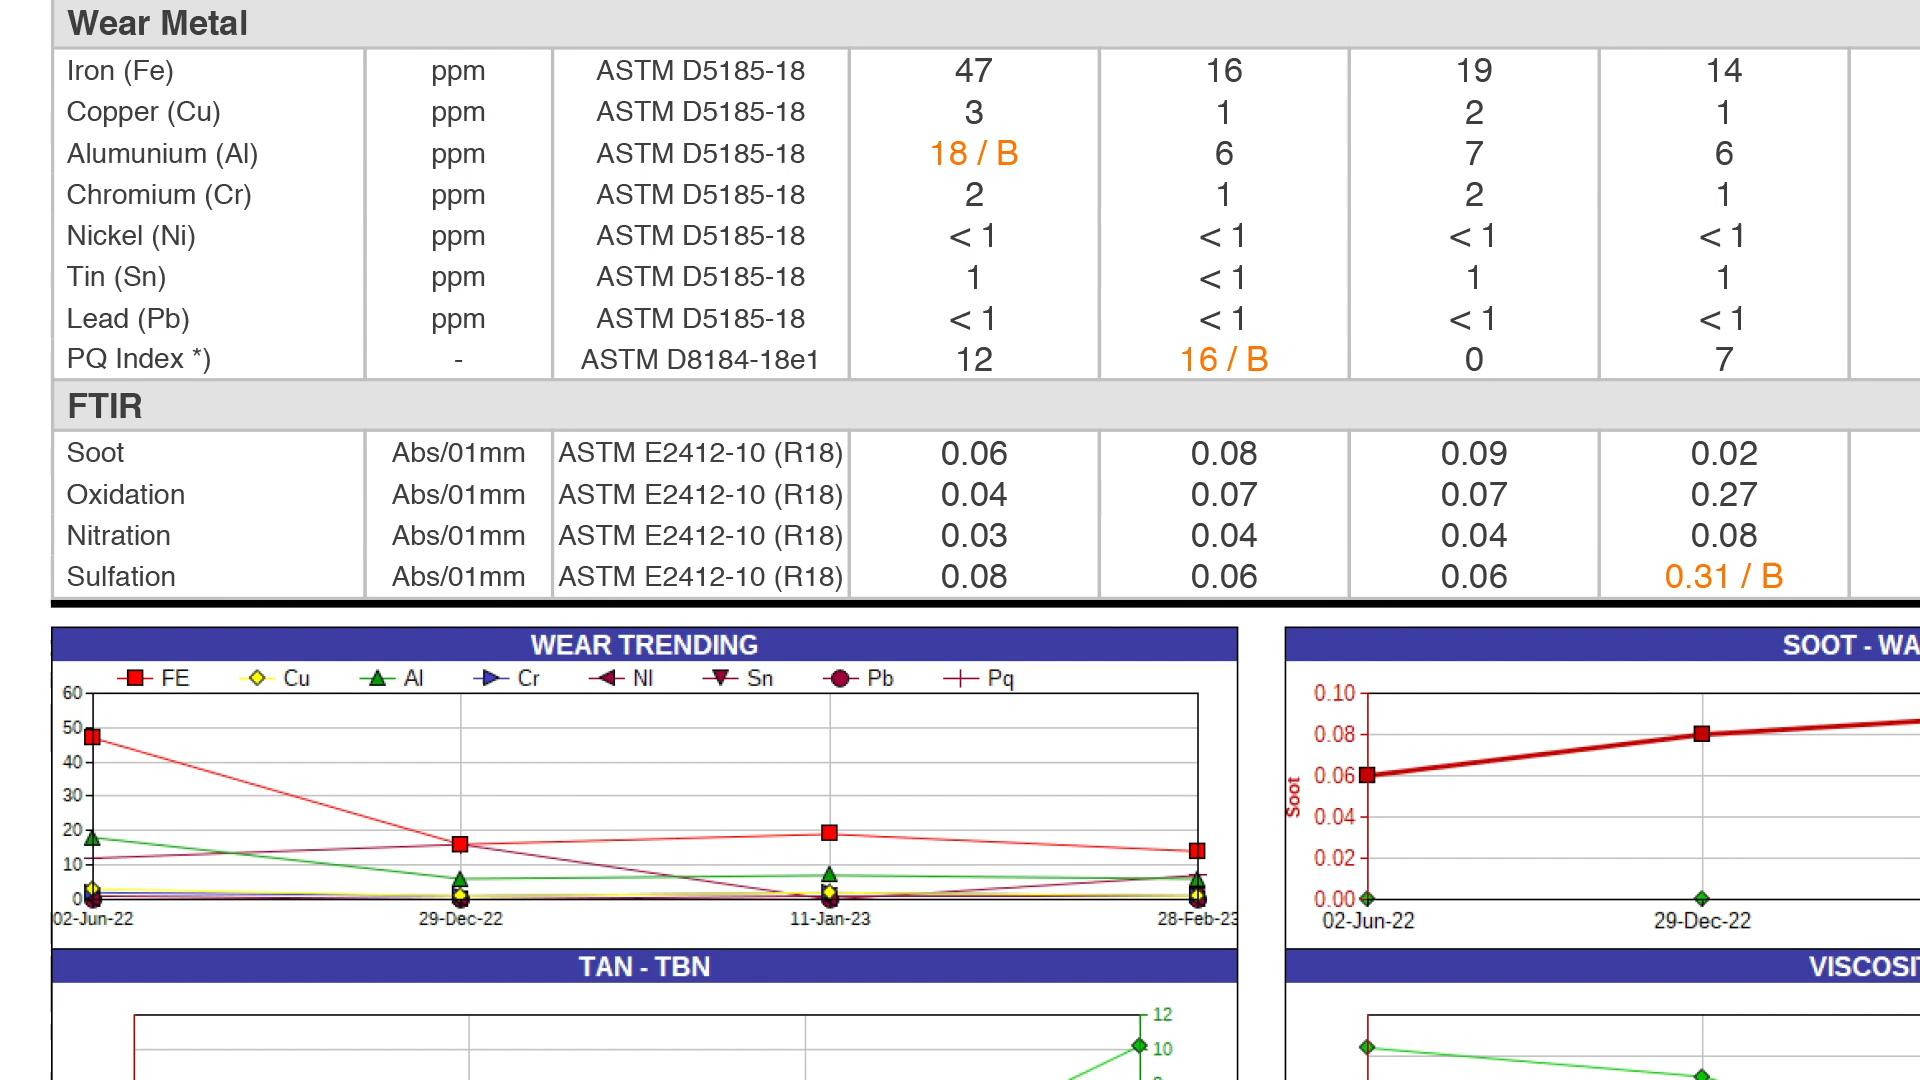 Wear Metal
Iron (Fe) ppm ASTM D5185-18 47 16 19 14
Copper (Cu) ppm ASTM D5185-18 3 1 2 1
Alumunium (Al) ppm ASTM D5185-18 18 / B 6 7 6
Chromium (Cr) ppm ASTM D5185-18 2 1 2 1
Nickel (Ni) ppm ASTM D5185-18 < 1 < 1 < 1 < 1
Tin (Sn) ppm ASTM D5185-18 1 < 1 1 1
Lead (Pb) ppm ASTM D5185-18 < 1 < 1 < 1 < 1
PQ Index *) - ASTM D8184-18e1 12 16 / B 0 7
FTIR
Soot Abs/01mm ASTM E2412-10 (R18) 0.06 0.08 0.09 0.02
Oxidation Abs/01mm ASTM E2412-10 (R18) 0.04 0.07 0.07 0.27
Nitration Abs/01mm ASTM E2412-10 (R18) 0.03 0.04 0.04 0.08
Sulfation Abs/01mm ASTM E2412-10 (R18) 0.08 0.06 0.06 0.31 / B
WEAR TRENDING
FE Cu Al Cr NI Sn Pb Pq
60
50
40
30
20
10
0
02-Jun-22 29-Dec-22 11-Jan-23 28-Feb-23
SOOT - WA
Soot
0.10
0.08
0.06
0.04
0.02
0.00
02-Jun-22 29-Dec-22
TAN - TBN
12
10
VISCOSIT